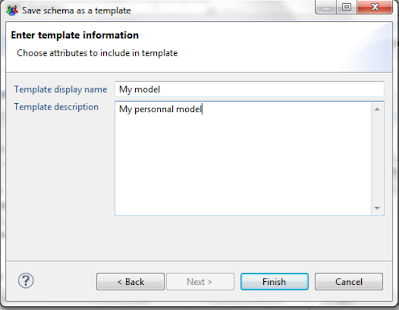 Save schema as a template
Enter template information
Choose attributes to include in template
Template display name My model
Template description My personnal model
? < Back Next > Finish Cancel